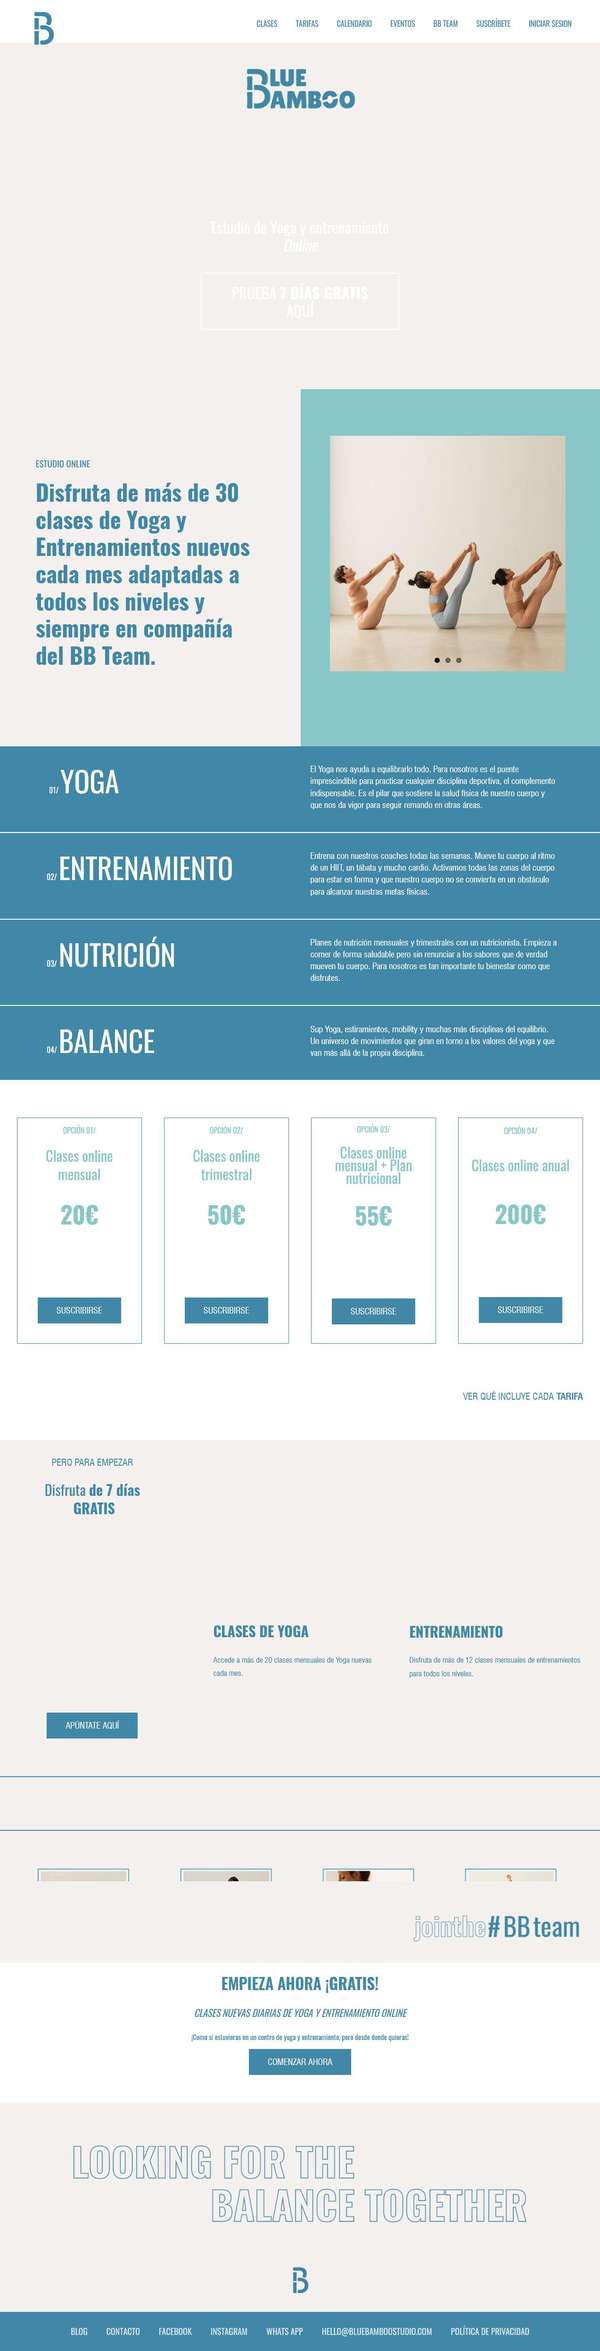 B
CLASES TARIFAS CALENDARIO EVENTOS BB TEAM SUSCRÍBETE INICIAR SESION
BLUE
BAMBOO
Estudio de Yoga y entrenamiento
Online
PRUEBA 7 DÍAS GRATIS
AQUÍ
ESTUDIO ONLINE
Disfruta de más de 30
clases de Yoga y
Entrenamientos nuevos
cada mes adaptadas a
todos los niveles y
siempre en compañía
del BB Team.
01/ YOGA
El Yoga nos ayuda a equilibrarlo todo. Para nosotros es el puente
imprescindible para practicar cualquier disciplina deportiva, el complemento
indispensable. Es el pilar que sostiene la salud física de nuestro cuerpo y
que nos da vigor para seguir remando en otras áreas.
02/ ENTRENAMIENTO
Entrena con nuestros coaches todas las semanas. Mueve tu cuerpo al ritmo
de un HIIT, un tábata y mucho cardio. Activamos todas las zonas del cuerpo
para estar en forma y que nuestro cuerpo no se convierta en un obstáculo
para alcanzar nuestras metas físicas.
03/ NUTRICIÓN
Planes de nutrición mensuales y trimestrales con un nutricionista. Empieza a
comer de forma saludable pero sin renunciar a los sabores que de verdad
mueven tu cuerpo. Para nosotros es tan importante tu bienestar como que
disfrutes.
04/ BALANCE
Sup Yoga, estiramientos, mobility y muchas más disciplinas del equilibrio.
Un universo de movimientos que giran en torno a los valores del yoga y que
van más allá de la propia disciplina.
OPCIÓN 01/
Clases online
mensual
20€
SUSCRIBIRSE
OPCIÓN 02/
Clases online
trimestral
50€
SUSCRIBIRSE
OPCIÓN 03/
Clases online
mensual + Plan
nutricional
55€
SUSCRIBIRSE
OPCIÓN 04/
Clases online anual
200€
SUSCRIBIRSE
VER QUÉ INCLUYE CADA TARIFA
PERO PARA EMPEZAR
Disfruta de 7 días
GRATIS
CLASES DE YOGA
Accede a más de 20 clases mensuales de Yoga nuevas
cada mes.
ENTRENAMIENTO
Disfruta de más de 12 clases mensuales de entrenamientos
para todos los niveles.
APÚNTATE AQUÍ
jointhe#BBteam
EMPIEZA AHORA ¡GRATIS!
CLASES NUEVAS DIARIAS DE YOGA Y ENTRENAMIENTO ONLINE
¡Como si estuvieras en un centro de yoga y entrenamiento, pero desde donde quieras!
COMENZAR AHORA
LOOKING FOR THE
BALANCE TOGETHER
B
BLOG CONTACTO FACEBOOK INSTAGRAM WHATS APP HELLO@BLUEBAMBOOSTUDIO.COM POLÍTICA DE PRIVACIDAD